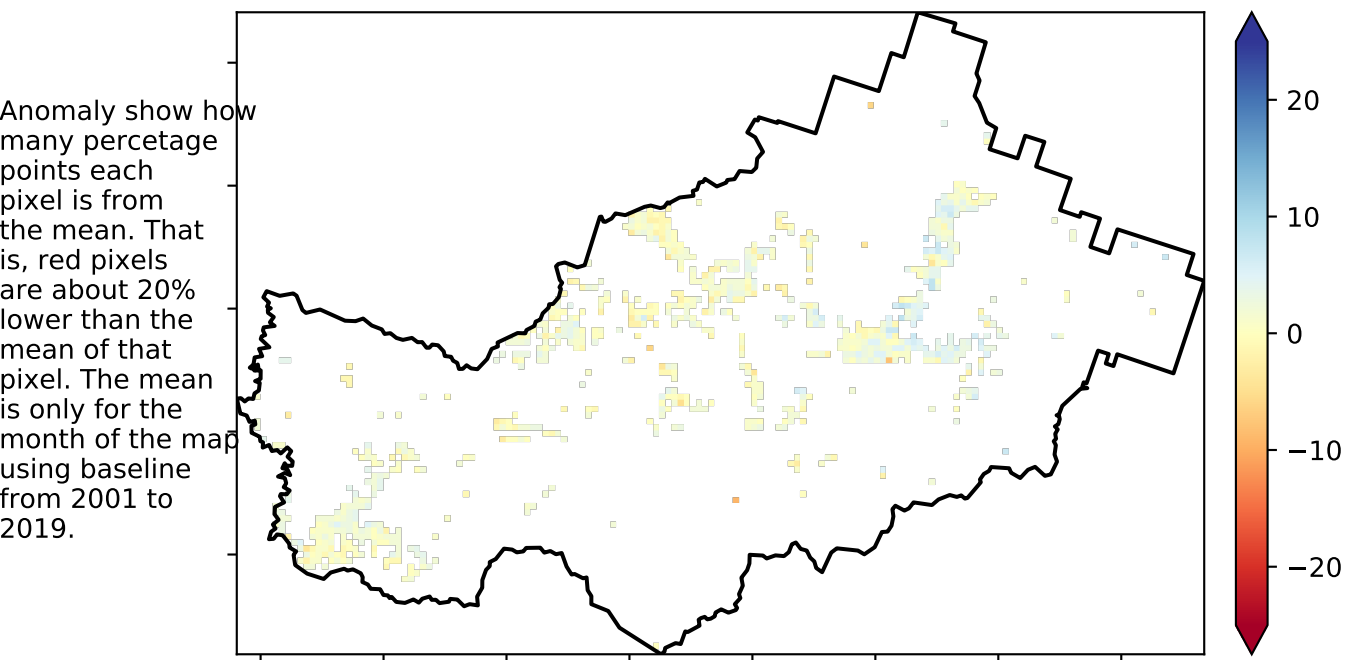 Anomaly show how
many percetage
points each
pixel is from
the mean. That
is, red pixels
are about 20%
lower than the
mean of that
pixel. The mean
is only for the
month of the map
using baseline
from 2001 to
2019.
20
10
0
−10
−20